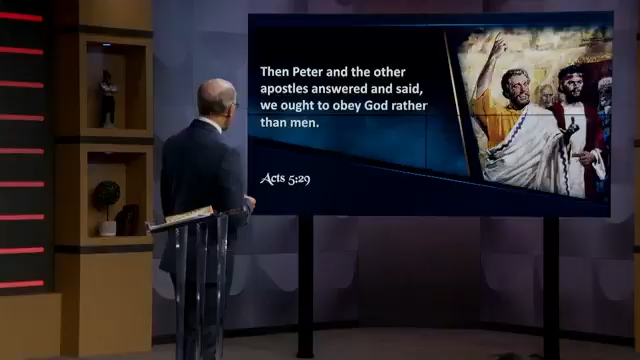 Then Peter and the other
apostles answered and said,
we ought to obey God rather
than men.
Acts 5:29